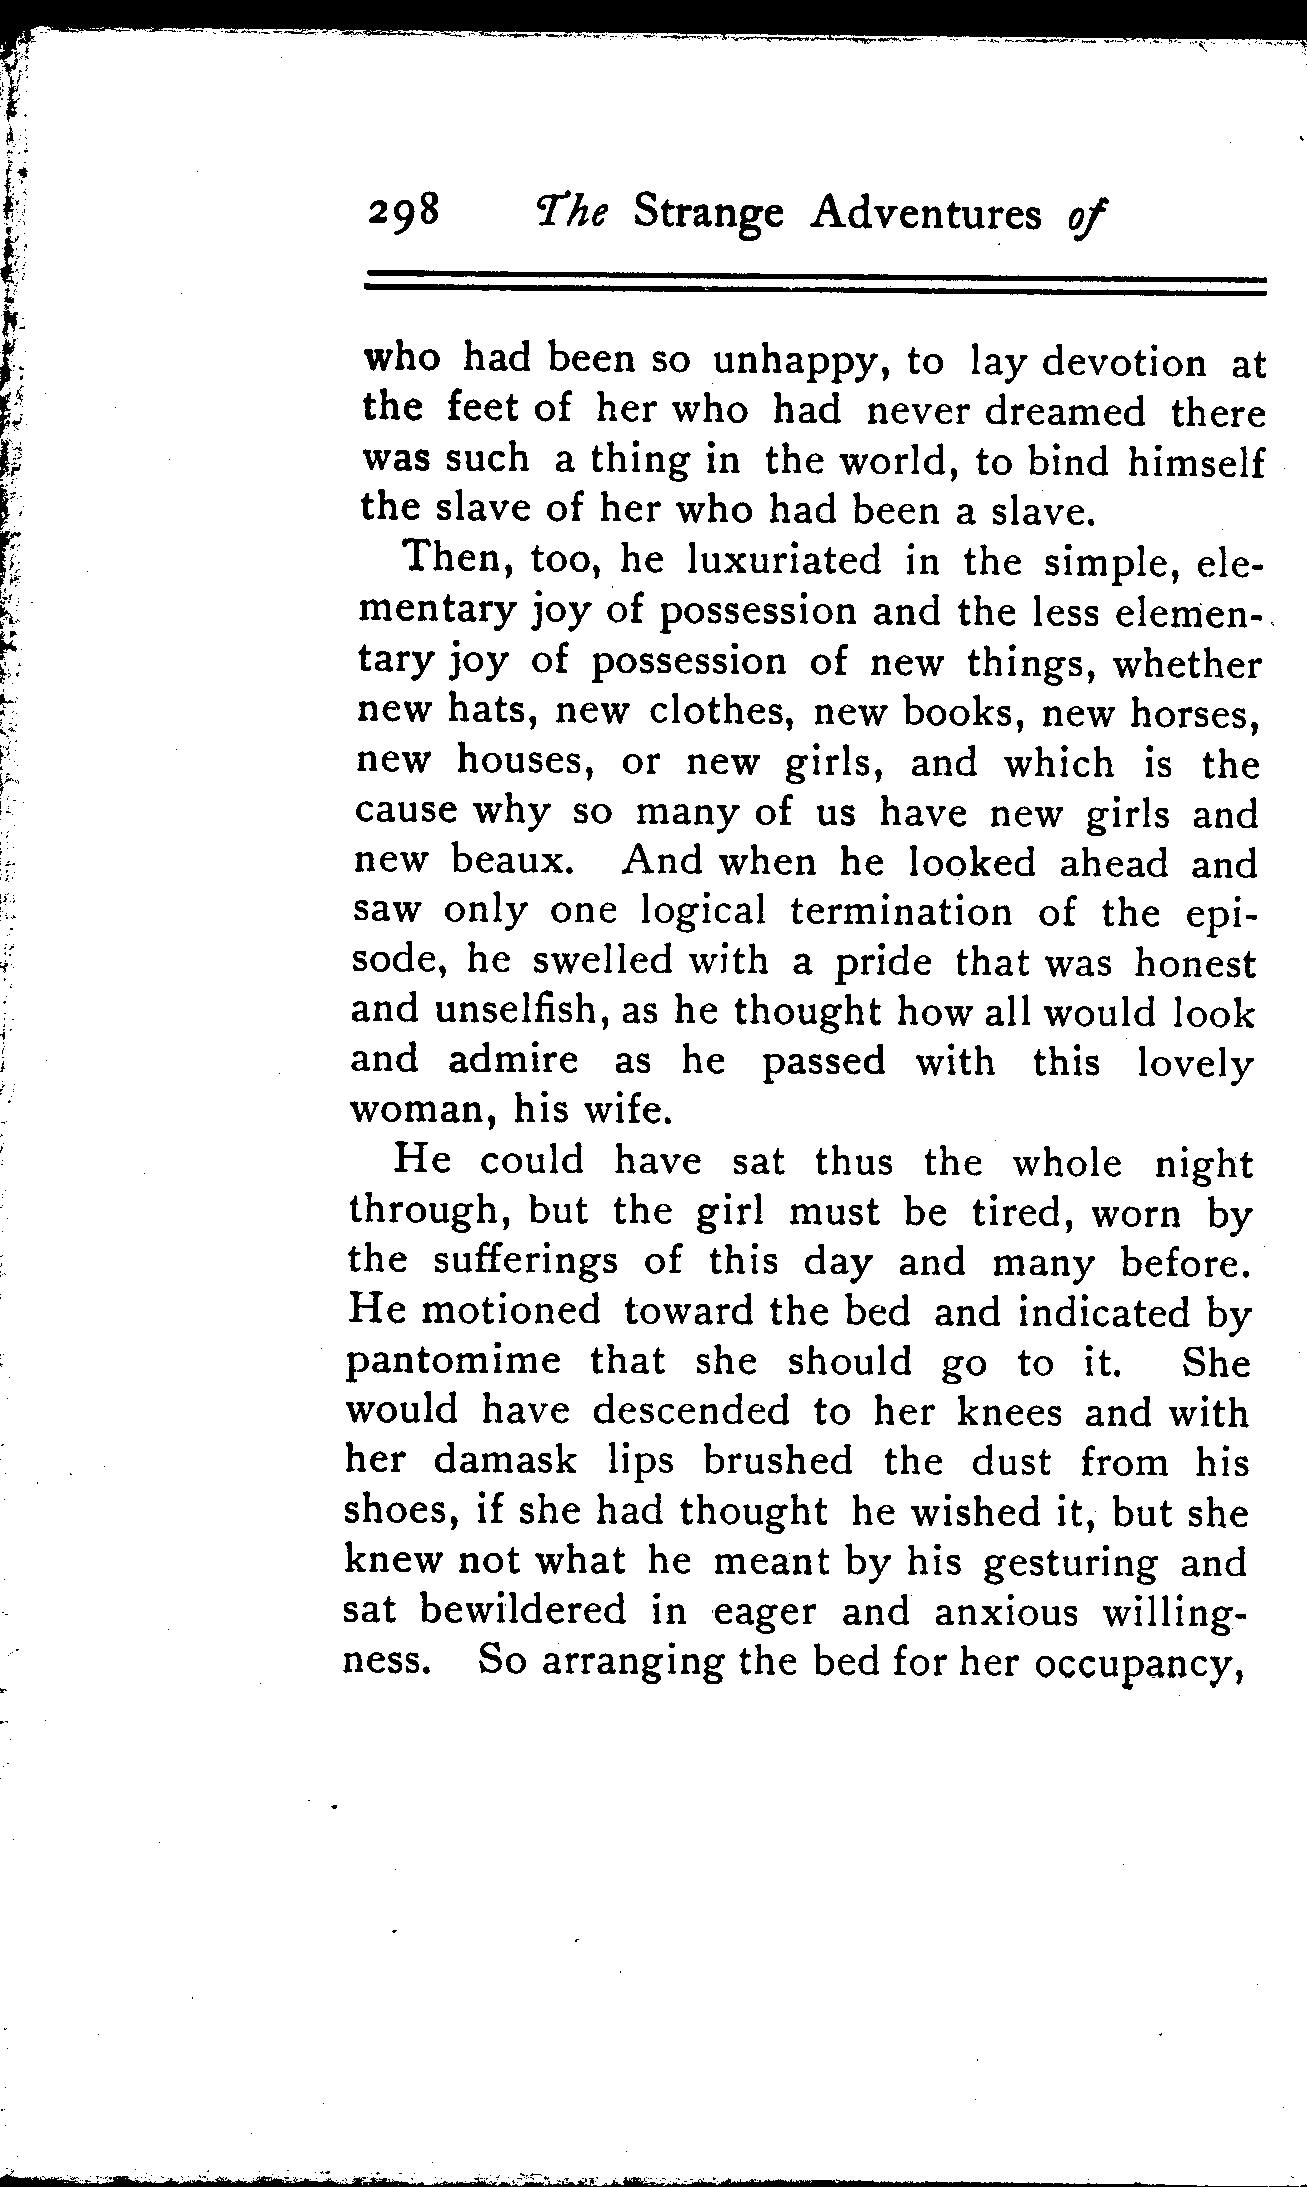 298 The Strange Adventures of
who had been so unhappy, to lay devotion at
the feet of her who had never dreamed there
was such a thing in the world, to bind himself
the slave of her who had been a slave.
Then, too, he luxuriated in the simple, ele-
mentary joy of possession and the less elemen-
tary joy of possession of new things, whether
new hats, new clothes, new books, new horses,
new houses, or new girls, and which is the
cause why so many of us have new girls and
new beaux. And when he looked ahead and
saw only one logical termination of the epi-
sode, he swelled with a pride that was honest
and unselfish, as he thought how all would look
and admire as he passed with this lovely
woman, his wife.
He could have sat thus the whole night
through, but the girl must be tired, worn by
the sufferings of this day and many before.
He motioned toward the bed and indicated by
pantomime that she should go to it. She
would have descended to her knees and with
her damask lips brushed the dust from his
shoes, if she had thought he wished it, but she
knew not what he meant by his gesturing and
sat bewildered in eager and anxious willing-
ness. So arranging the bed for her occupancy,